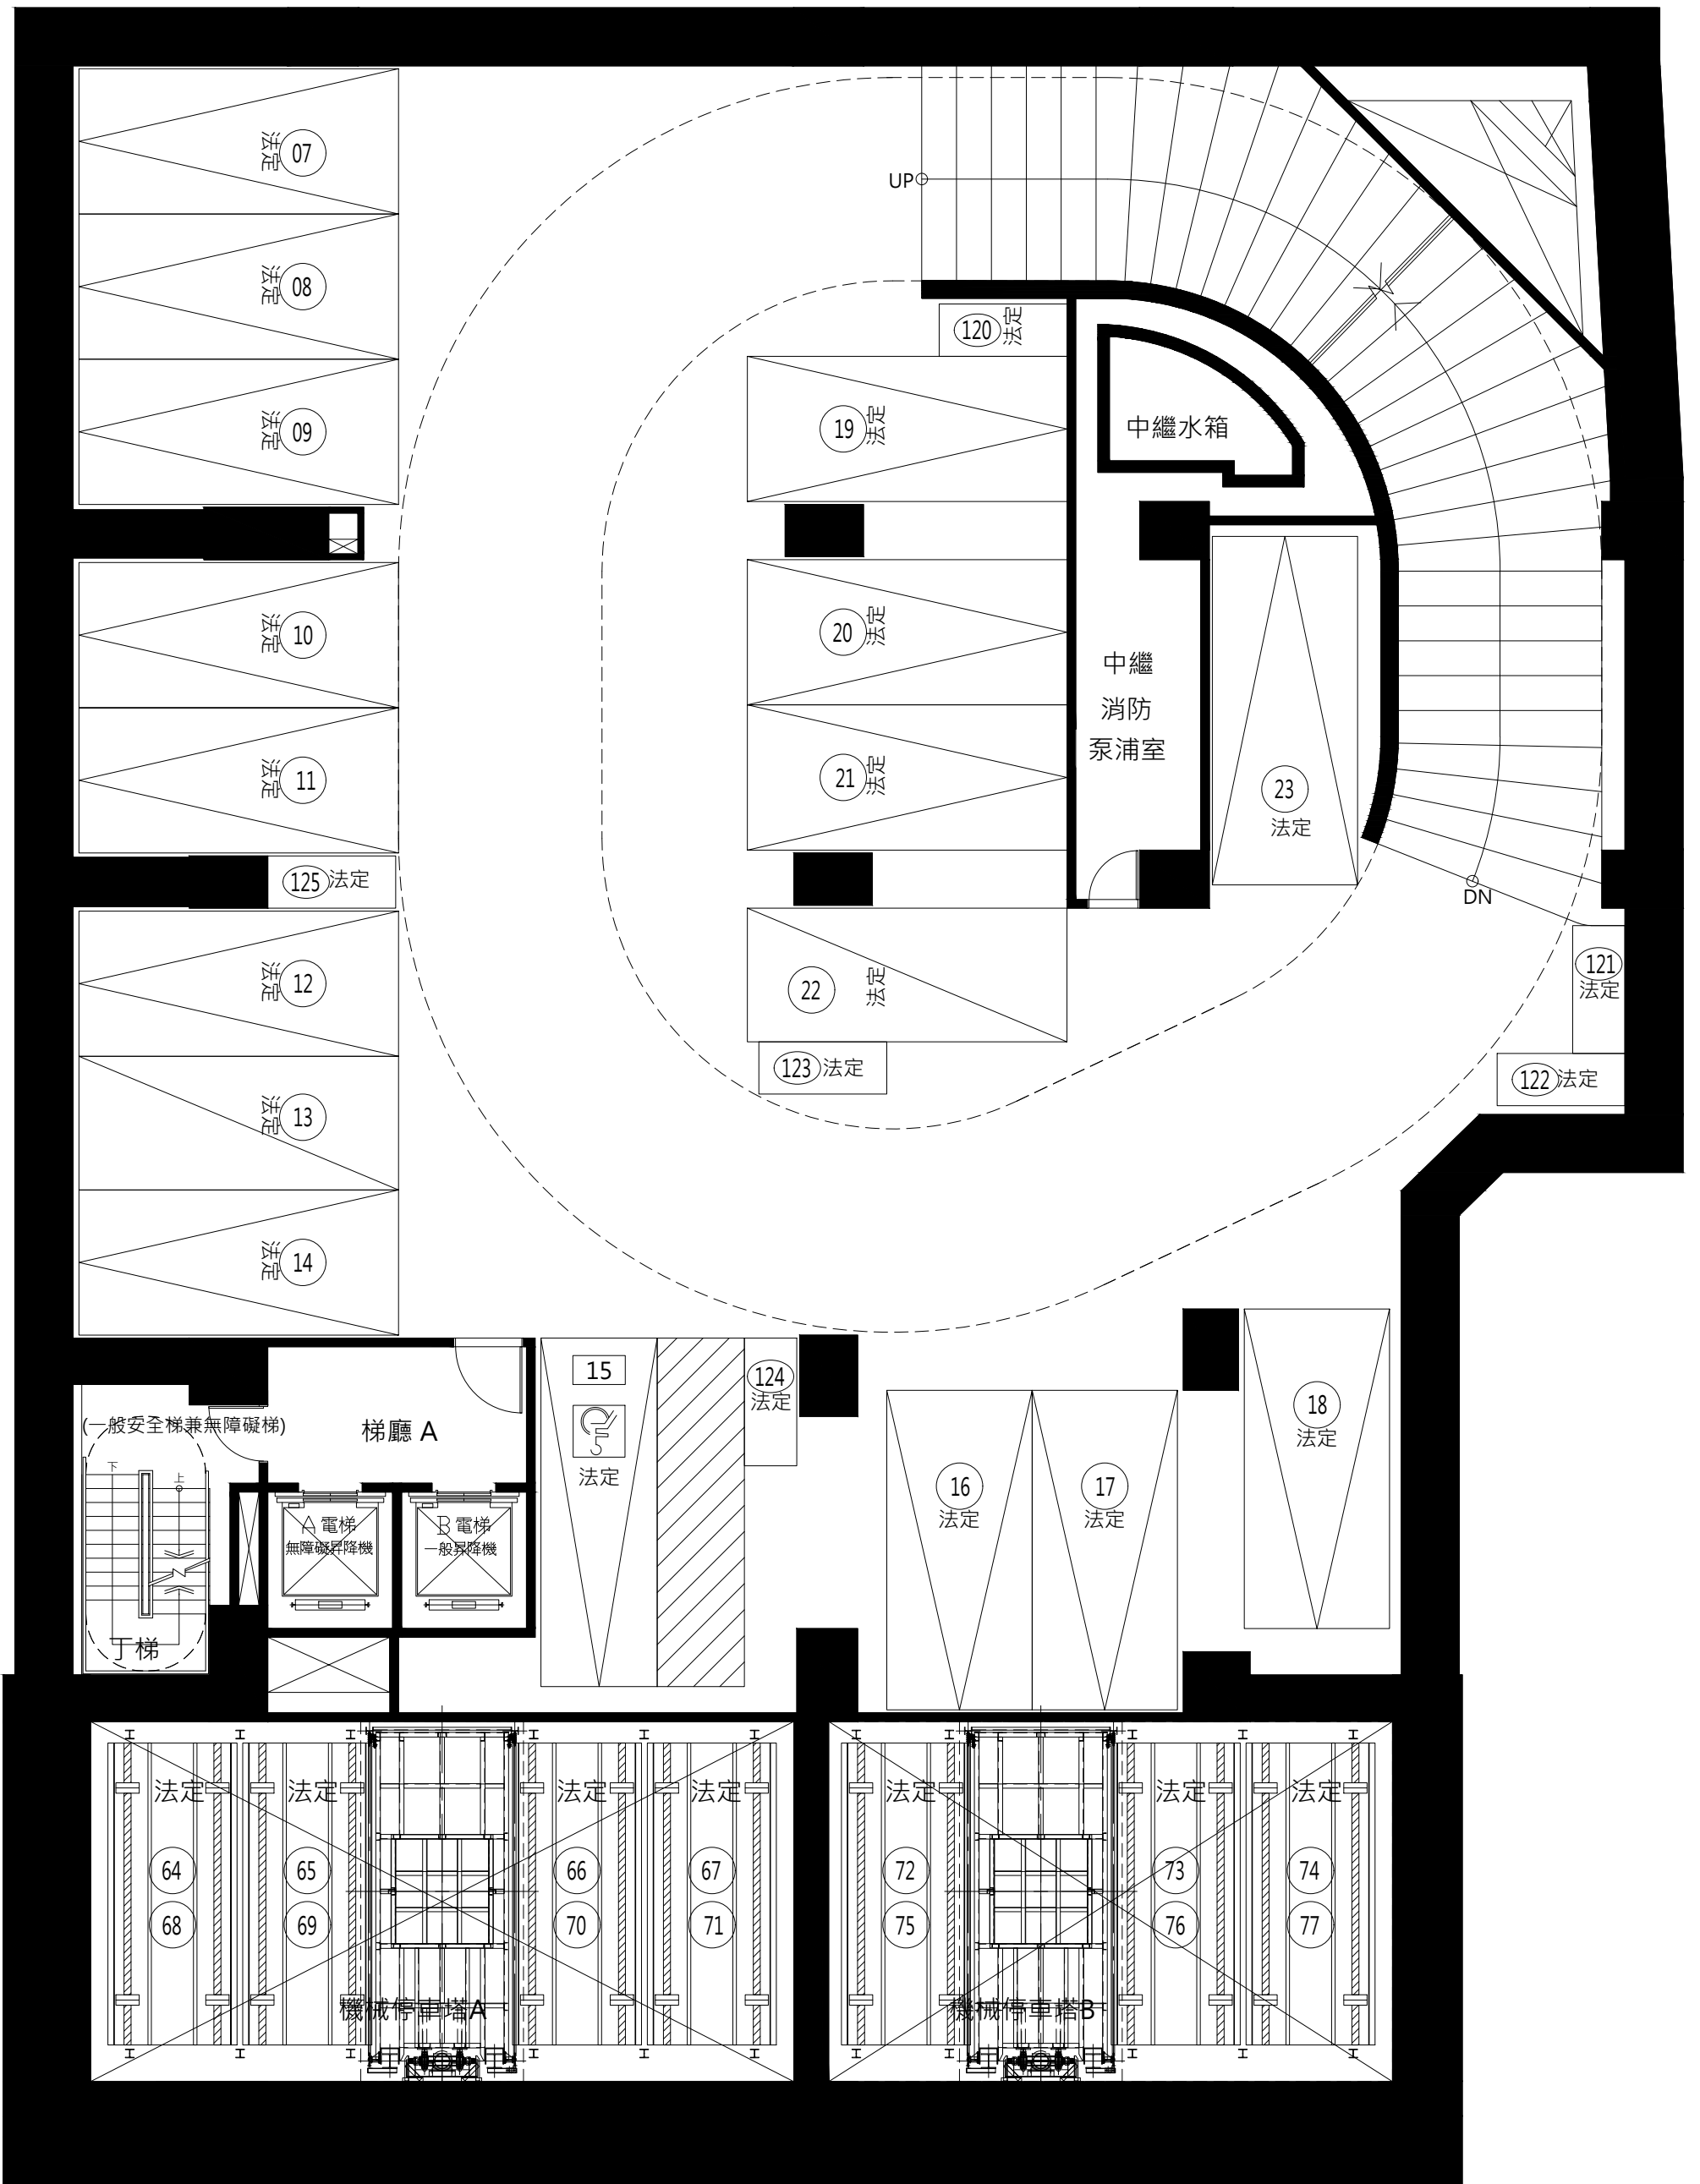 07
法定
08
法定
09
法定
10
法定
11
法定
125
法定
12
法定
13
法定
14
法定
UP
120
法定
19
法定
20
法定
21
法定
22
法定
123
法定
中繼水箱
中繼
消防
泵浦室
23
法定
DN
121
法定
122
法定
(一般安全梯兼無障礙梯)
下
上
丁梯
梯廳 A
A 電梯
無障礙昇降機
B 電梯
一般昇降機
15
法定
124
法定
16
法定
17
法定
18
法定
法定
64
68
法定
65
69
法定
66
70
法定
67
71
機械停車塔A
法定
72
75
法定
73
76
法定
74
77
機械停車塔B